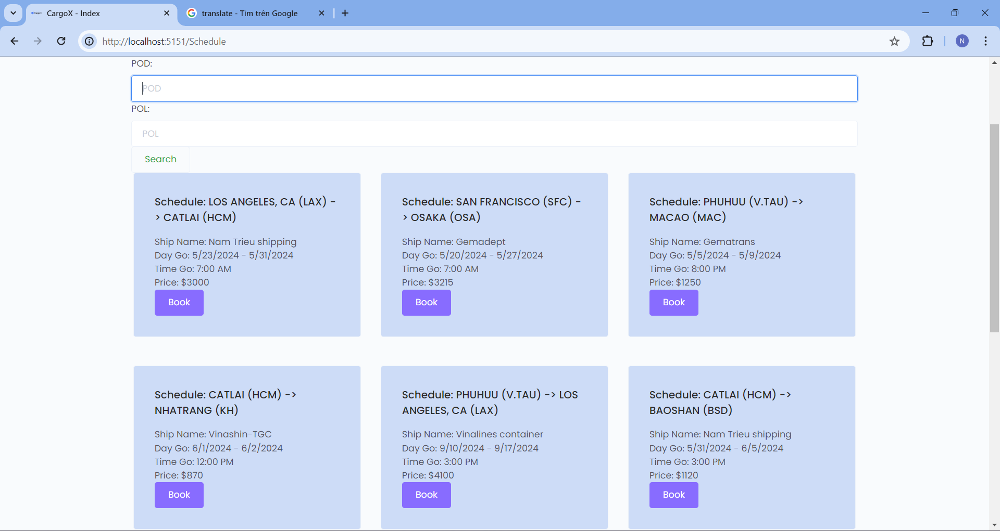 CargoX - Index
translate - Tìm trên Google
http://localhost:5151/Schedule
N
POD:
POD
POL:
POL
Search
Schedule: LOS ANGELES, CA (LAX) -
> CATLAI (HCM)
Ship Name: Nam Trieu shipping
Day Go: 5/23/2024 - 5/31/2024
Time Go: 7:00 AM
Price: $3000
Book
Schedule: SAN FRANCISCO (SFC) -
> OSAKA (OSA)
Ship Name: Gemadept
Day Go: 5/20/2024 - 5/27/2024
Time Go: 7:00 AM
Price: $3215
Book
Schedule: PHUHUU (V.TAU) ->
MACAO (MAC)
Ship Name: Gematrans
Day Go: 5/5/2024 - 5/9/2024
Time Go: 8:00 PM
Price: $1250
Book
Schedule: CATLAI (HCM) ->
NHATRANG (KH)
Ship Name: Vinashin-TGC
Day Go: 6/1/2024 - 6/2/2024
Time Go: 12:00 PM
Price: $870
Book
Schedule: PHUHUU (V.TAU) -> LOS
ANGELES, CA (LAX)
Ship Name: Vinalines container
Day Go: 9/10/2024 - 9/17/2024
Time Go: 3:00 PM
Price: $4100
Book
Schedule: CATLAI (HCM) ->
BAOSHAN (BSD)
Ship Name: Nam Trieu shipping
Day Go: 5/31/2024 - 6/5/2024
Time Go: 3:00 PM
Price: $1120
Book